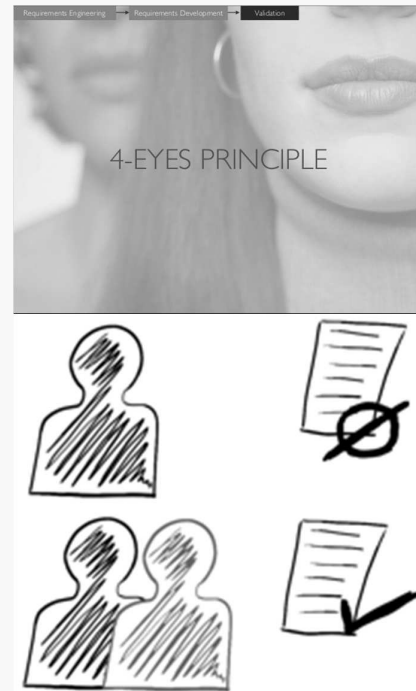 Requirements Engineering
Requirements Development
Validation
4-EYES PRINCIPLE